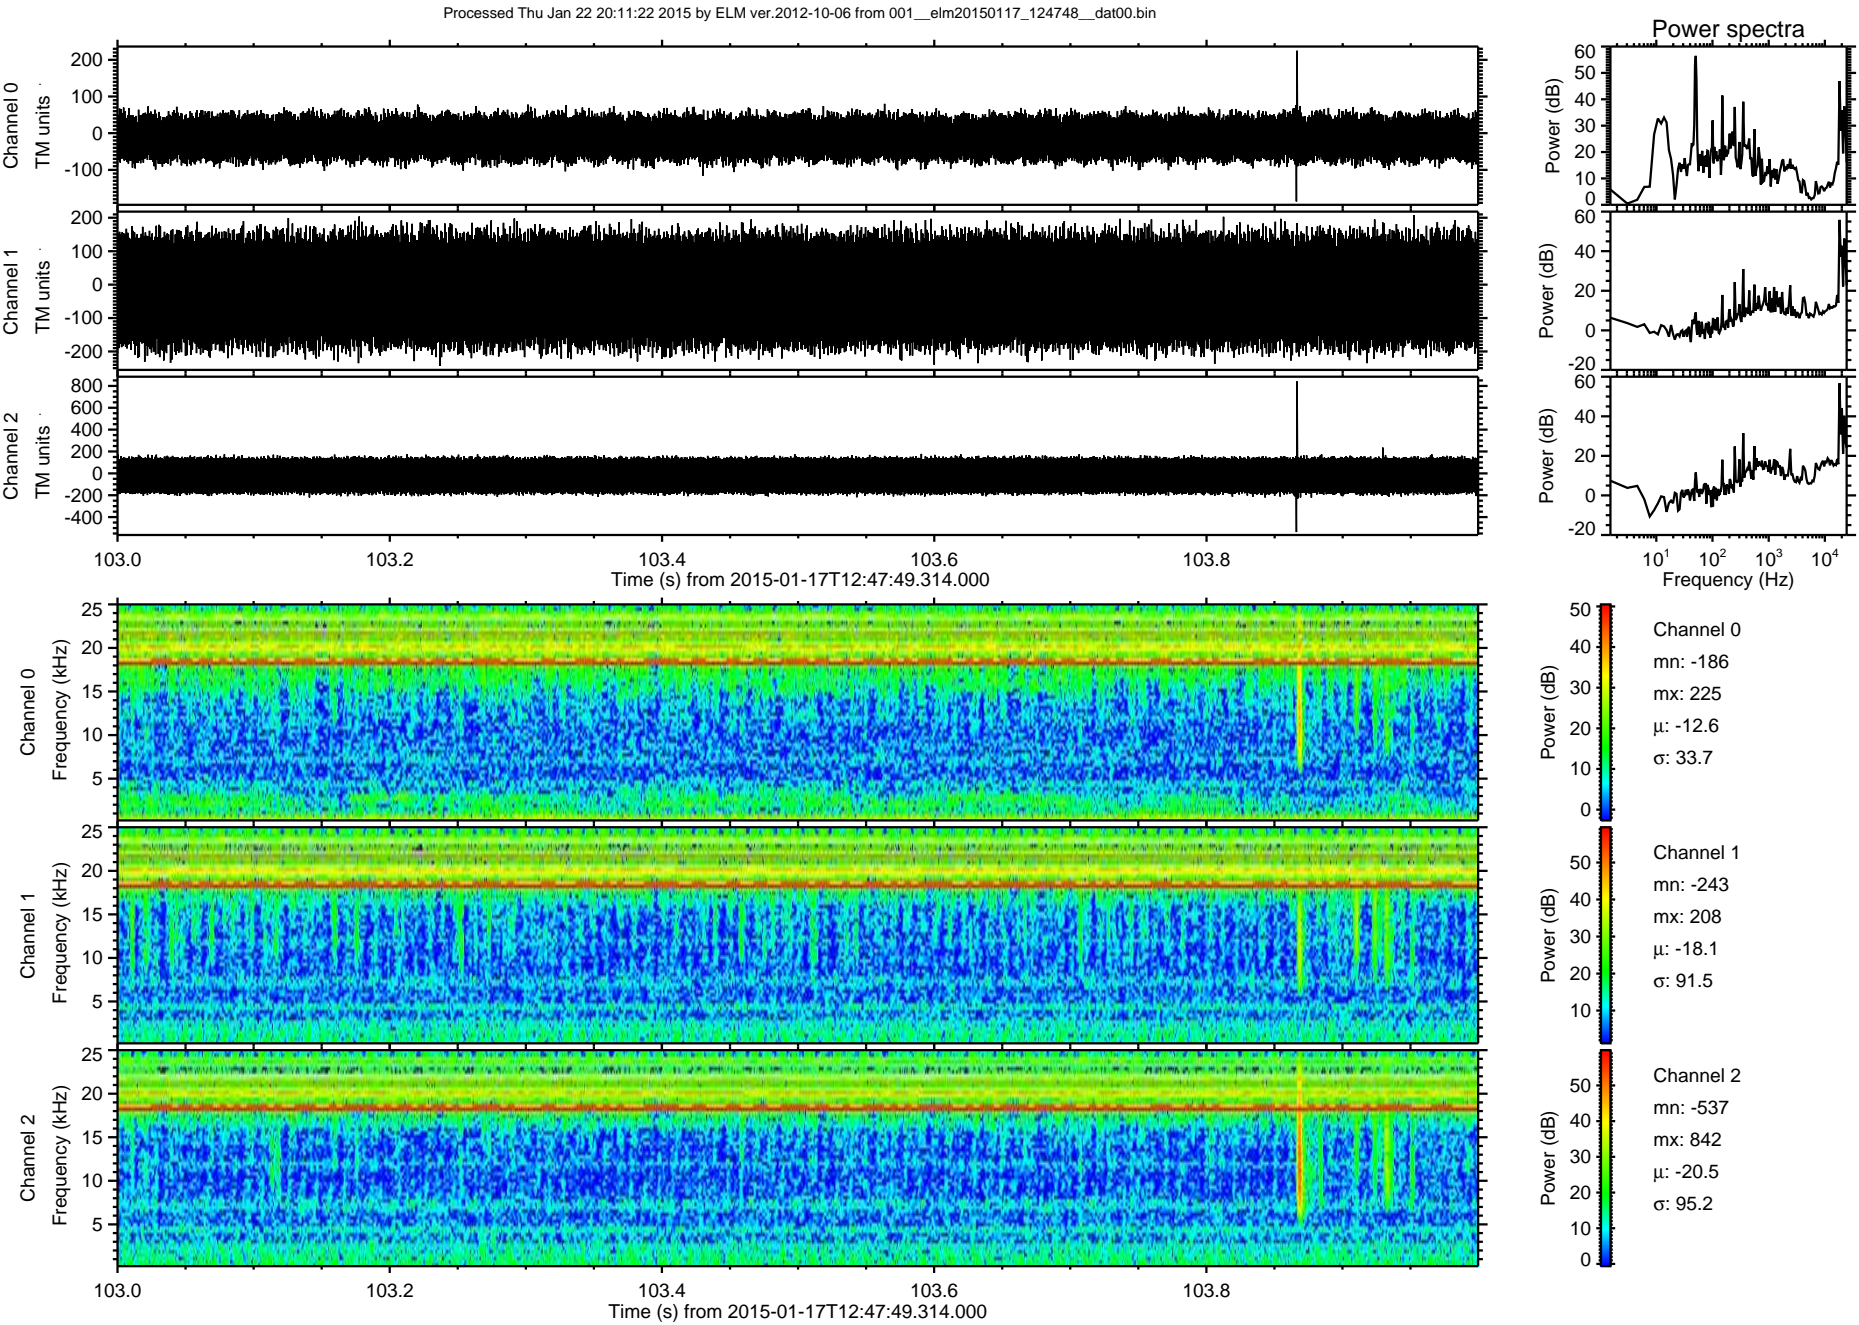 Processed Thu Jan 22 20:11:22 2015 by ELM ver.2012-10-06 from 001__elm20150117_124748__dat00.bin
Power spectra
Channel 0
TM units
200
100
0
-100
Power (dB)
60
50
40
30
20
10
0
Channel 1
TM units
200
100
0
-100
-200
Power (dB)
60
40
20
0
-20
Channel 2
TM units
800
600
400
200
0
-200
-400
Power (dB)
60
40
20
0
-20
103.0 103.2 103.4 103.6 103.8
Time (s) from 2015-01-17T12:47:49.314.000
10¹ 10² 10³ 10⁴
Frequency (Hz)
Channel 0
Frequency (kHz)
25
20
15
10
5
Power (dB)
50
40
30
20
10
0
Channel 0
mn: -186
mx: 225
μ: -12.6
σ: 33.7
Channel 1
Frequency (kHz)
25
20
15
10
5
Power (dB)
50
40
30
20
10
Channel 1
mn: -243
mx: 208
μ: -18.1
σ: 91.5
Channel 2
Frequency (kHz)
25
20
15
10
5
Power (dB)
50
40
30
20
10
0
Channel 2
mn: -537
mx: 842
μ: -20.5
σ: 95.2
103.0 103.2 103.4 103.6 103.8
Time (s) from 2015-01-17T12:47:49.314.000